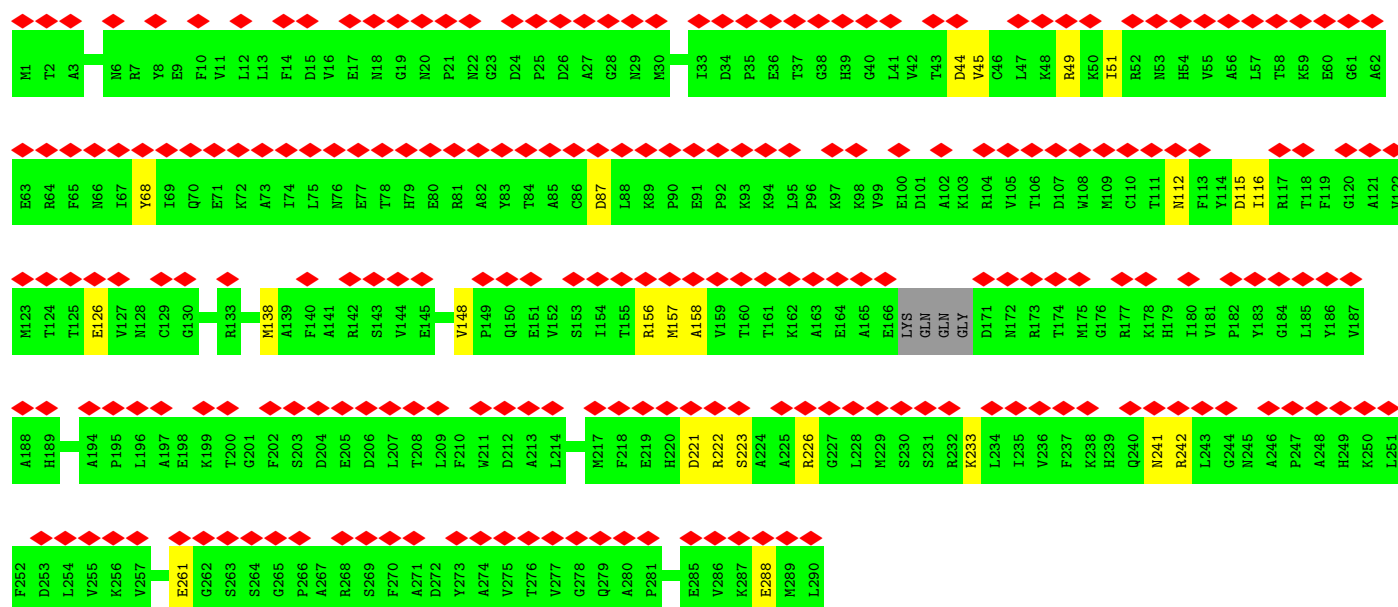 M1 T2 A3 N6 R7 Y8 E9 F10 V11 L12 L13 F14 D15 V16 E17 N18 G19 N20 P21 N22 G23 D24 P25 D26 A27 G28 N29 M30 I33 D34 P35 E36 T37 G38 H39 G40 L41 V42 T43 D44 V45 C46 L47 K48 R49 K50 I51 R52 N53 H54 V55 A56 L57 T58 K59 E60 G61 A62
E63 R64 F65 N66 I67 Y68 I69 Q70 E71 K72 A73 I74 L75 N76 E77 T78 H79 E80 R81 A82 Y83 T84 A85 C86 D87 L88 K89 P90 E91 P92 K93 K94 L95 P96 K97 K98 V99 E100 D101 A102 K103 R104 V105 T106 D107 W108 M109 C110 T111 N112 F113 Y114 D115 I116 R117 T118 F119 G120 A121 V122
M123 T124 T125 E126 V127 N128 C129 G130 R133 M138 A139 F140 A141 R142 S143 V144 E145 V148 P149 Q150 E151 V152 S153 I154 T155 R156 M157 A158 V159 T160 T161 K162 A163 E164 A165 E166 LYS GLN GLN GLY D171 N172 R173 T174 M175 G176 R177 K178 H179 I180 V181 P182 Y183 G184 L185 Y186 V187
A188 H189 A194 P195 L196 A197 E198 K199 T200 G201 F202 S203 D204 E205 D206 L207 T208 L209 F210 W211 D212 A213 L214 M217 F218 E219 H220 D221 R222 S223 A224 A225 R226 G227 L228 M229 S230 S231 R232 K233 L234 I235 V236 F237 K238 H239 Q240 N241 R242 L243 G244 N245 A246 P247 A248 H249 K250 L251
F252 D253 L254 V255 K256 V257 E261 G262 S263 S264 G265 P266 A267 R268 S269 F270 A271 D272 Y273 A274 V275 T276 V277 G278 Q279 A280 P281 E285 V286 K287 E288 M289 L290